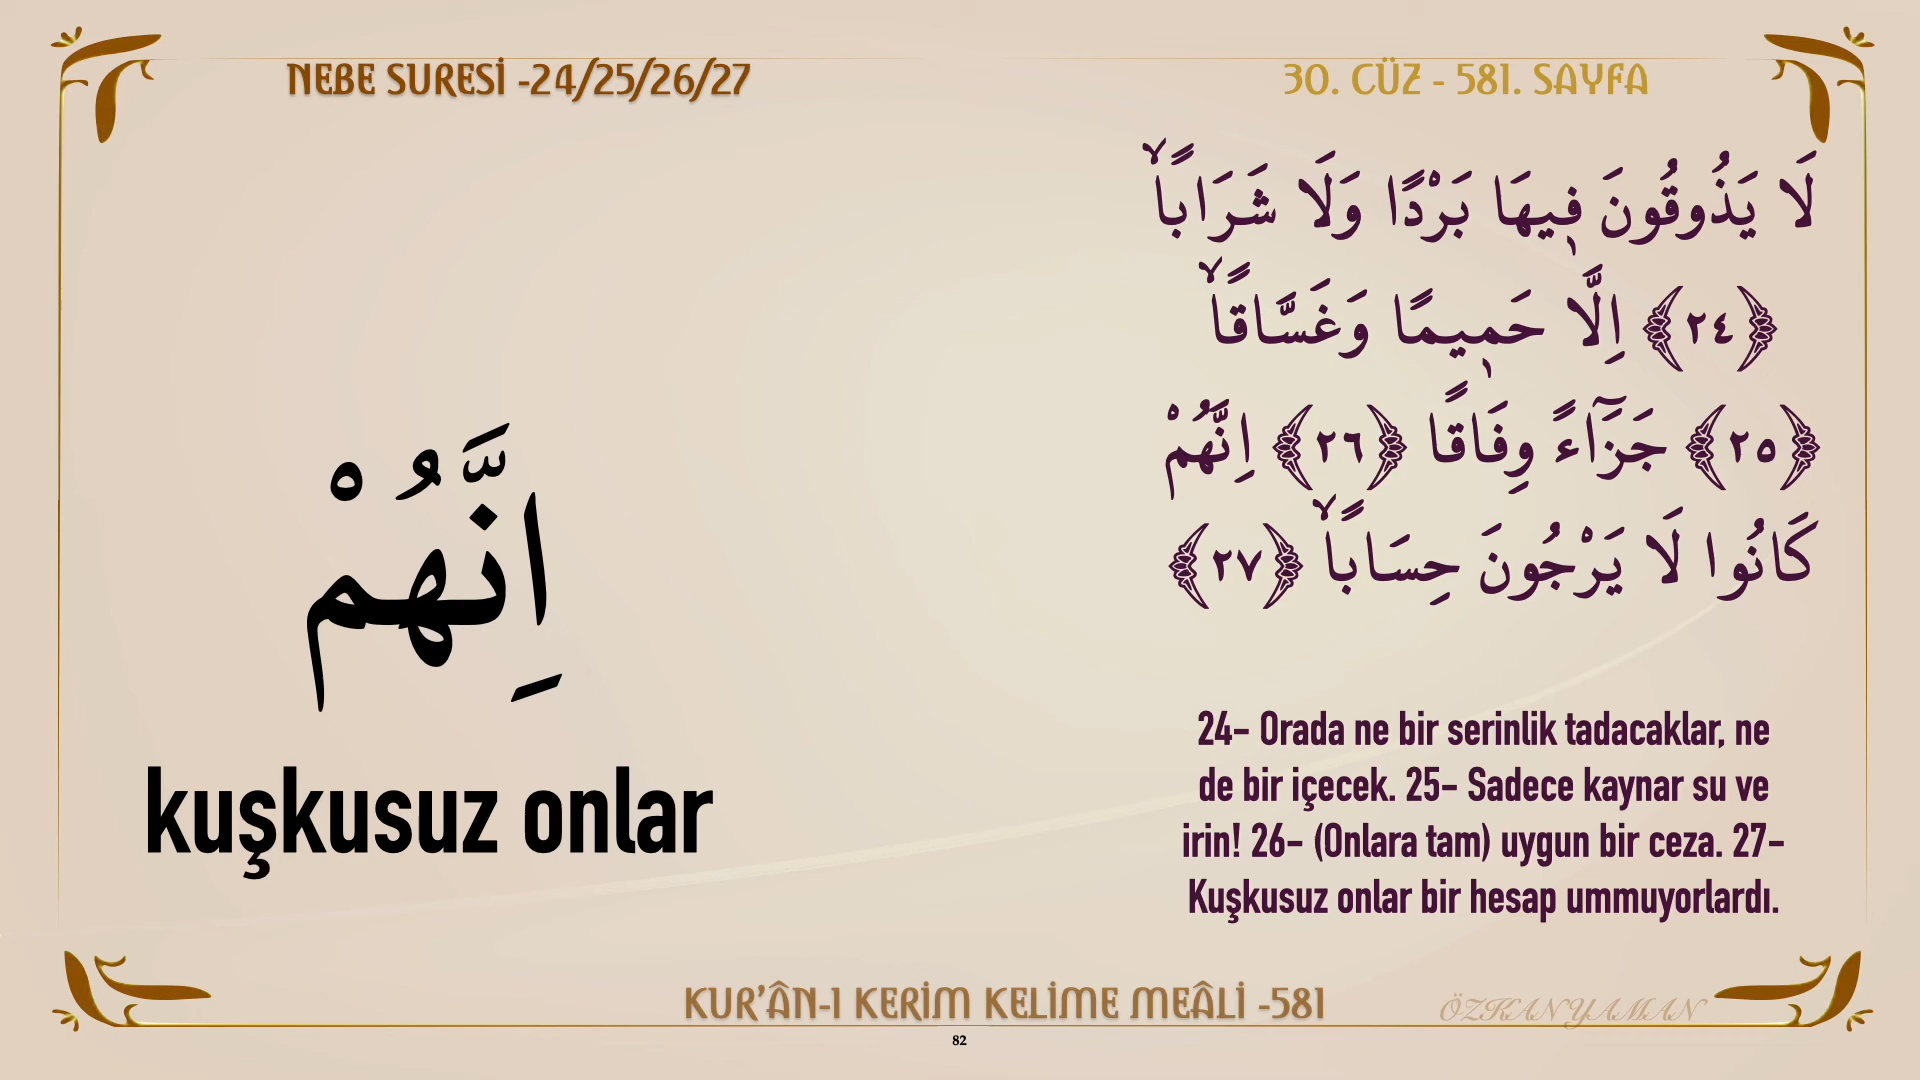 NEBE SURESİ -24/25/26/27
30. CÜZ - 581. SAYFA
لَا يَذُوقُونَ فٖيهَا بَرْدًا وَلَا شَرَاباًۙ
﴿٢٤﴾ اِلَّا حَمٖيمًا وَغَسَّاقاًۙ
﴿٢٥﴾ جَزَٓاءً وِفَاقًا ﴿٢٦﴾ اِنَّهُمْ
كَانُوا لَا يَرْجُونَ حِسَاباًۙ ﴿٢٧﴾
اِنَّهُمْ
kuşkusuz onlar
24- Orada ne bir serinlik tadacaklar, ne
de bir içecek. 25- Sadece kaynar su ve
irin! 26- (Onlara tam) uygun bir ceza. 27-
Kuşkusuz onlar bir hesap ummuyorlardı.
KUR’ÂN-I KERİM KELİME MEÂLİ -581
ÖZKAN YAMAN
82